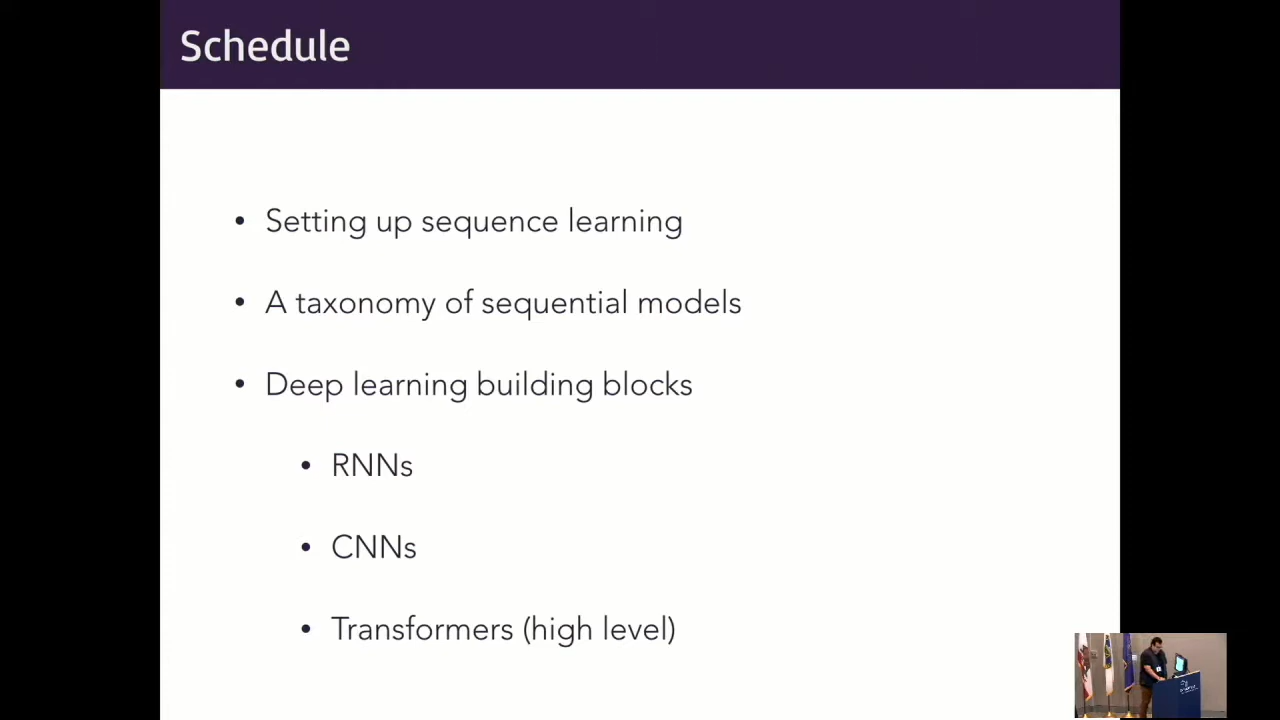 Schedule
• Setting up sequence learning
• A taxonomy of sequential models
• Deep learning building blocks
• RNNs
• CNNs
• Transformers (high level)